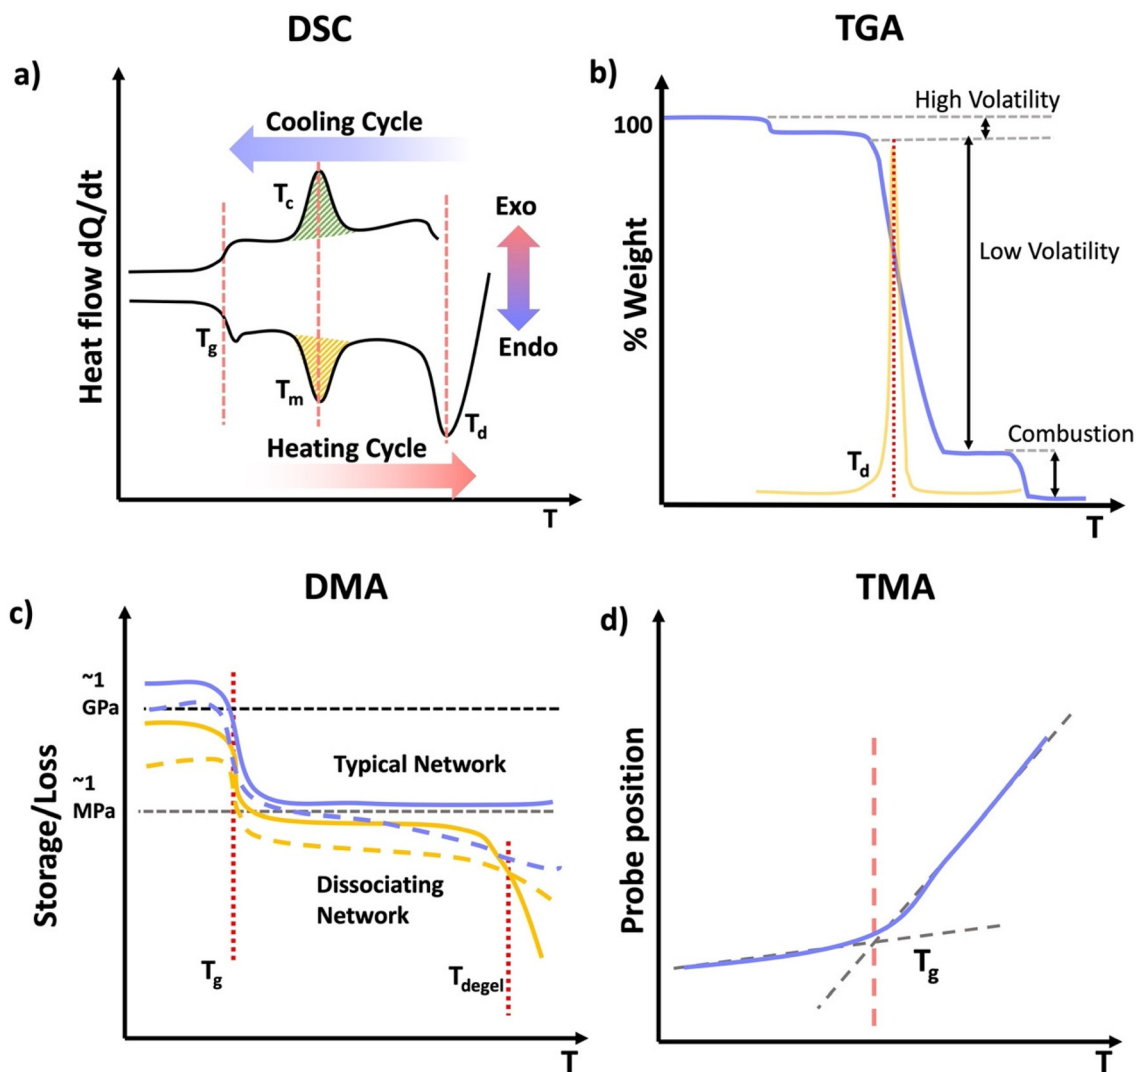 DSC
a)
Heat flow dQ/dt
Cooling Cycle
Tc
Exo
Endo
Tg
Tm
Td
Heating Cycle
T
TGA
b)
% Weight
100
High Volatility
Low Volatility
Combustion
Td
T
DMA
c)
Storage/Loss
~1
GPa
~1
MPa
Typical Network
Dissociating
Network
Tg
Tdegel
T
TMA
d)
Probe position
Tg
T